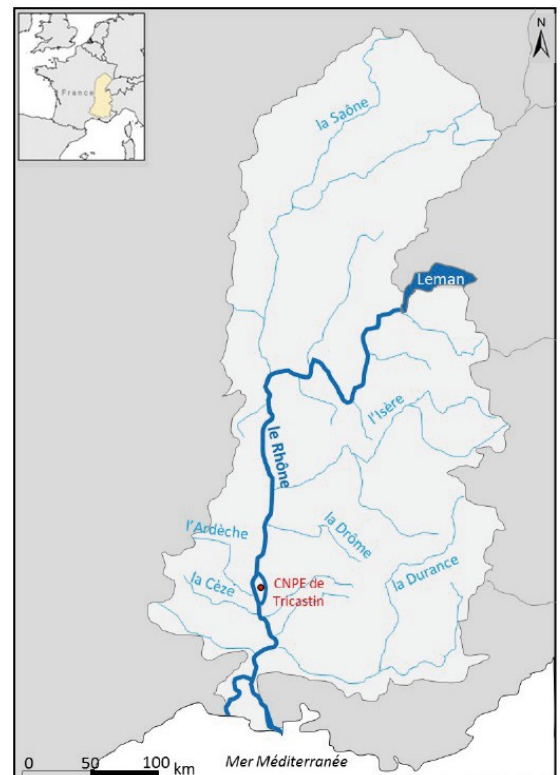 N
France
la Saône
Leman
l'Isère
le Rhône
l'Ardèche
la Drôme
la Cèze
CNPE de
Tricastin
la Durance
0 50 100 km
Mer Méditerranée